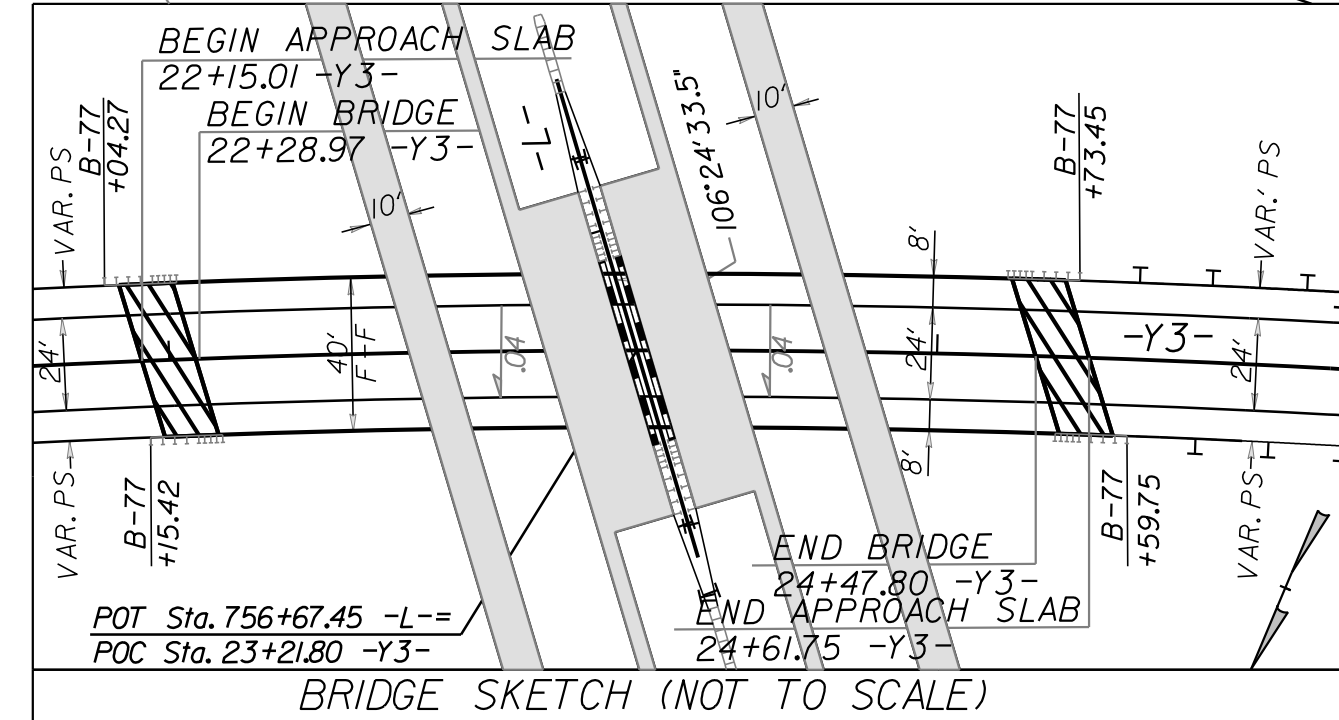 BEGIN APPROACH SLAB
22+15.01 -Y3-
BEGIN BRIDGE
22+28.97 -Y3-
B-77
+04.27
VAR. PS
-L-
106°24'33.5"
10'
10'
B-77
+73.45
VAR.' PS
8'
24'
8'
24'
40'
F-F
.04
.04
-Y3-
24'
VAR. PS
B-77
+15.42
B-77
+59.75
VAR. PS
END BRIDGE
24+47.80 -Y3-
END APPROACH SLAB
24+61.75 -Y3-
POT Sta. 756+67.45 -L-=
POC Sta. 23+21.80 -Y3-
BRIDGE SKETCH (NOT TO SCALE)